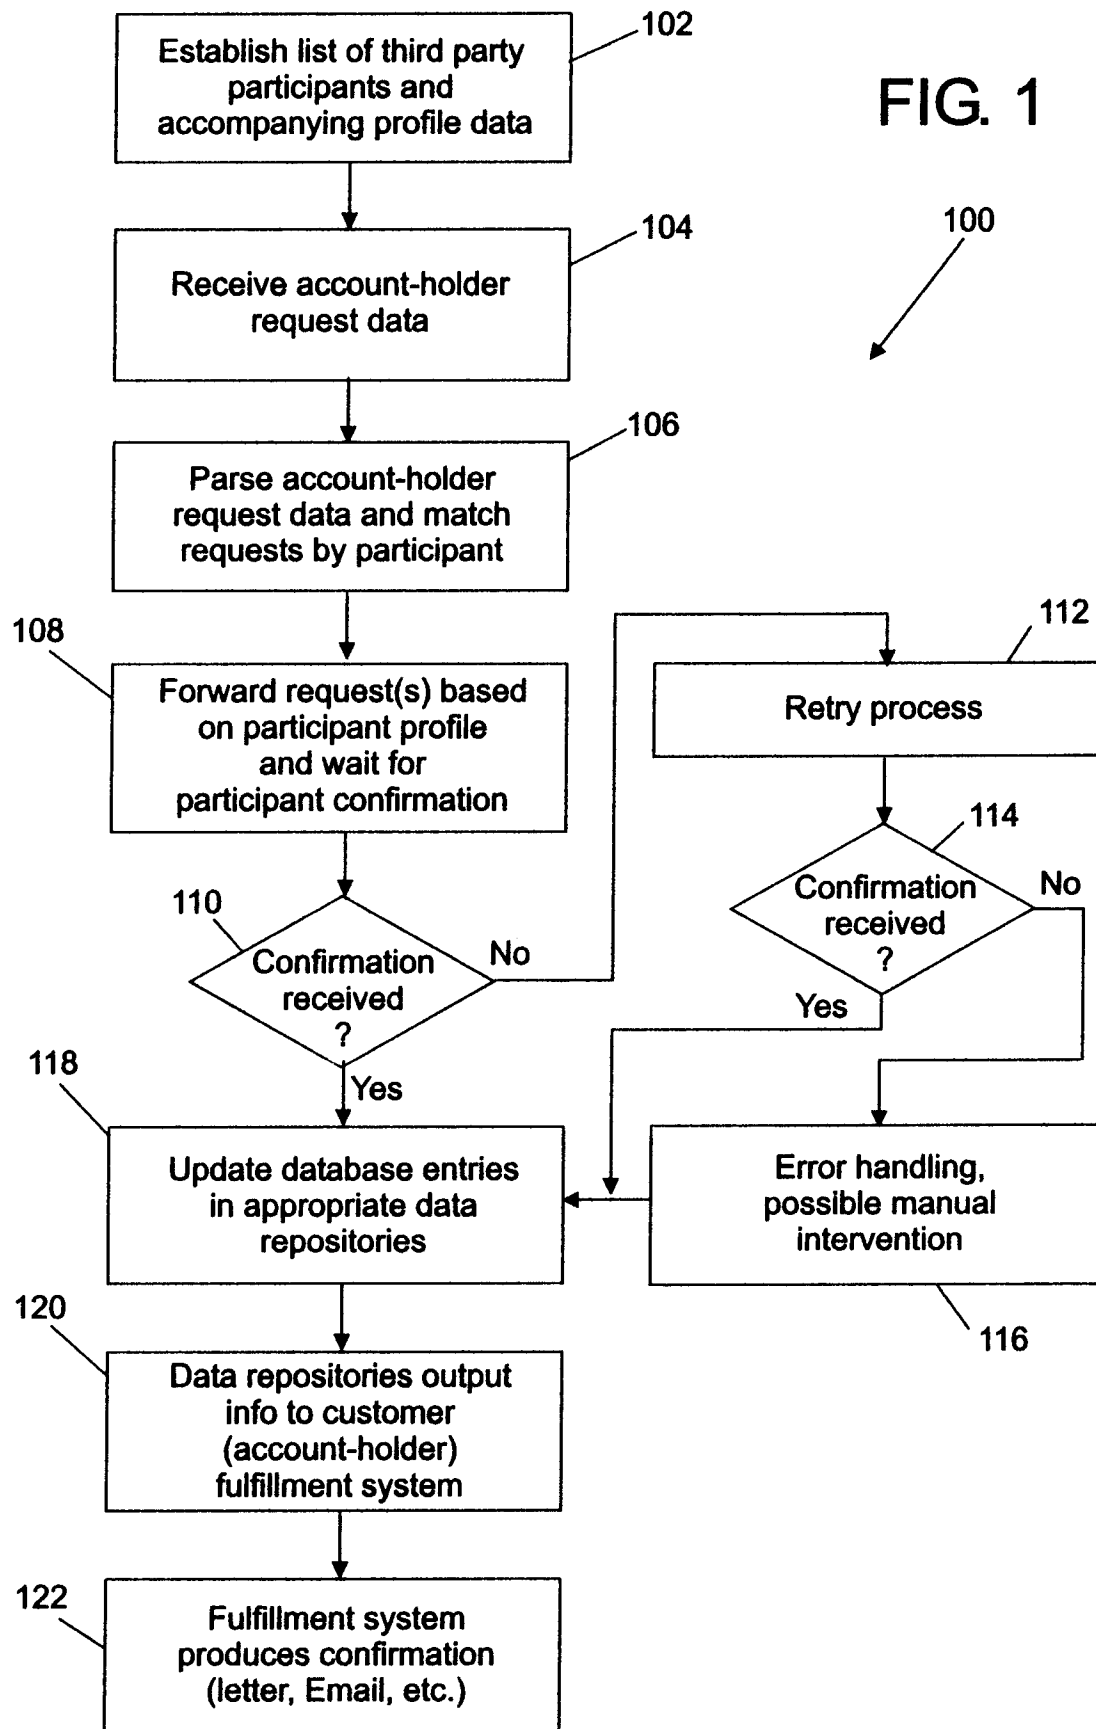 102
Establish list of third party
participants and
accompanying profile data
FIG. 1
100
104
Receive account-holder
request data
106
Parse account-holder
request data and match
requests by participant
108
Forward request(s) based
on participant profile
and wait for
participant confirmation
112
Retry process
110
Confirmation
received
?
No
Yes
114
Confirmation
received
?
No
Yes
118
Update database entries
in appropriate data
repositories
Error handling,
possible manual
intervention
116
120
Data repositories output
info to customer
(account-holder)
fulfillment system
122
Fulfillment system
produces confirmation
(letter, Email, etc.)